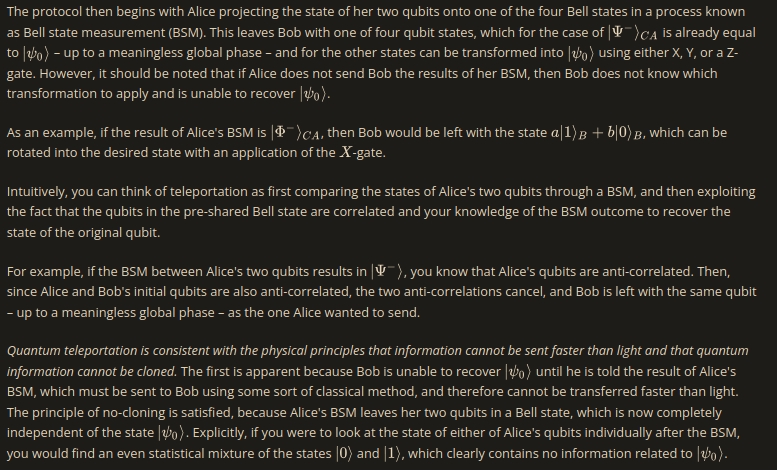 The protocol then begins with Alice projecting the state of her two qubits onto one of the four Bell states in a process known
as Bell state measurement (BSM). This leaves Bob with one of four qubit states, which for the case of |Ψ⁻⟩_CA is already equal
to |ψ₀⟩ – up to a meaningless global phase – and for the other states can be transformed into |ψ₀⟩ using either X, Y, or a Z-
gate. However, it should be noted that if Alice does not send Bob the results of her BSM, then Bob does not know which
transformation to apply and is unable to recover |ψ₀⟩.
As an example, if the result of Alice's BSM is |Φ⁻⟩_CA, then Bob would be left with the state a|1⟩_B + b|0⟩_B, which can be
rotated into the desired state with an application of the X-gate.
Intuitively, you can think of teleportation as first comparing the states of Alice's two qubits through a BSM, and then exploiting
the fact that the qubits in the pre-shared Bell state are correlated and your knowledge of the BSM outcome to recover the
state of the original qubit.
For example, if the BSM between Alice's two qubits results in |Ψ⁻⟩, you know that Alice's qubits are anti-correlated. Then,
since Alice and Bob's initial qubits are also anti-correlated, the two anti-correlations cancel, and Bob is left with the same qubit
– up to a meaningless global phase – as the one Alice wanted to send.
Quantum teleportation is consistent with the physical principles that information cannot be sent faster than light and that quantum
information cannot be cloned. The first is apparent because Bob is unable to recover |ψ₀⟩ until he is told the result of Alice's
BSM, which must be sent to Bob using some sort of classical method, and therefore cannot be transferred faster than light.
The principle of no-cloning is satisfied, because Alice's BSM leaves her two qubits in a Bell state, which is now completely
independent of the state |ψ₀⟩. Explicitly, if you were to look at the state of either of Alice's qubits individually after the BSM,
you would find an even statistical mixture of the states |0⟩ and |1⟩, which clearly contains no information related to |ψ₀⟩.